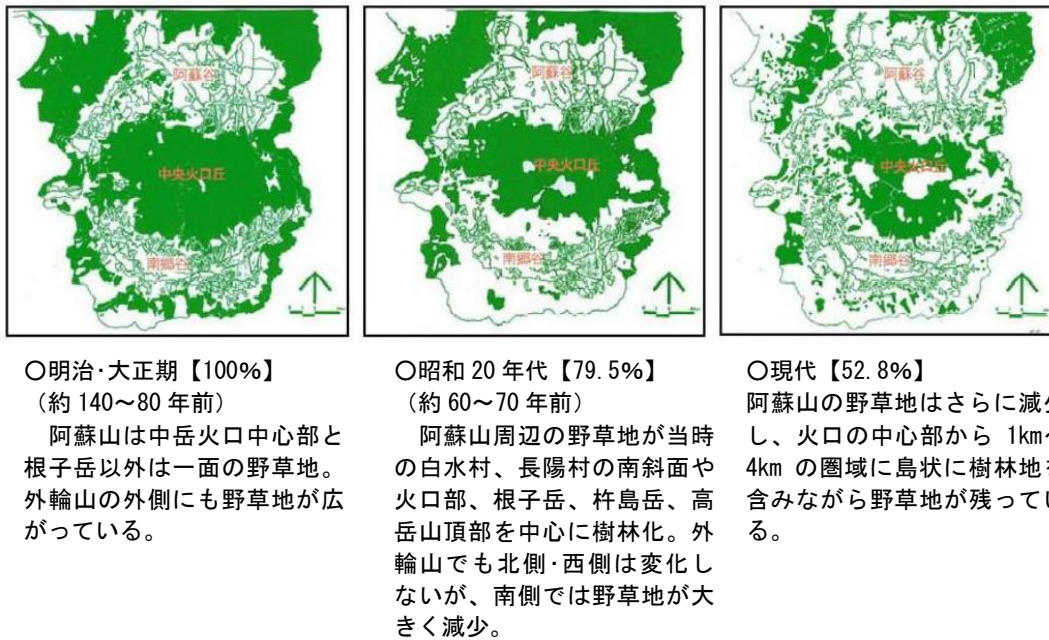 阿蘇谷
中央火口丘
南郷谷
阿蘇谷
中央火口丘
南郷谷
阿蘇谷
中央火口丘
南郷谷
〇明治･大正期【100%】
（約 140～80 年前）
阿蘇山は中岳火口中心部と
根子岳以外は一面の野草地。
外輪山の外側にも野草地が広
がっている。
〇昭和 20 年代【79.5%】
（約 60～70 年前）
阿蘇山周辺の野草地が当時
の白水村、長陽村の南斜面や
火口部、根子岳、杵島岳、高
岳山頂部を中心に樹林化。外
輪山でも北側･西側は変化し
ないが、南側では野草地が大
きく減少。
〇現代【52.8%】
阿蘇山の野草地はさらに減少
し、火口の中心部から 1km～
4km の圏域に島状に樹林地を
含みながら野草地が残ってい
る。